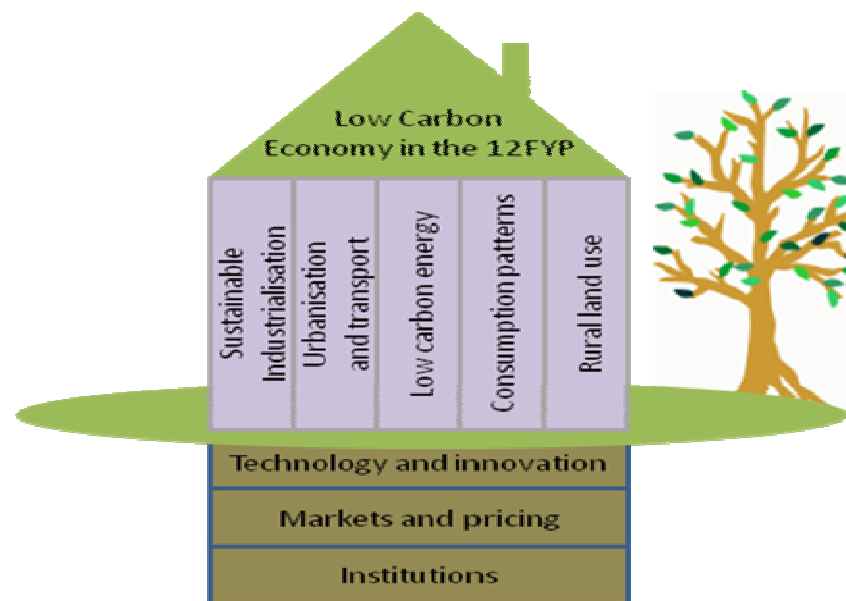 Low Carbon
Economy in the 12FYP
Sustainable
Industrialisation
Urbanisation
and transport
Low carbon energy
Consumption patterns
Rural land use
Technology and innovation
Markets and pricing
Institutions